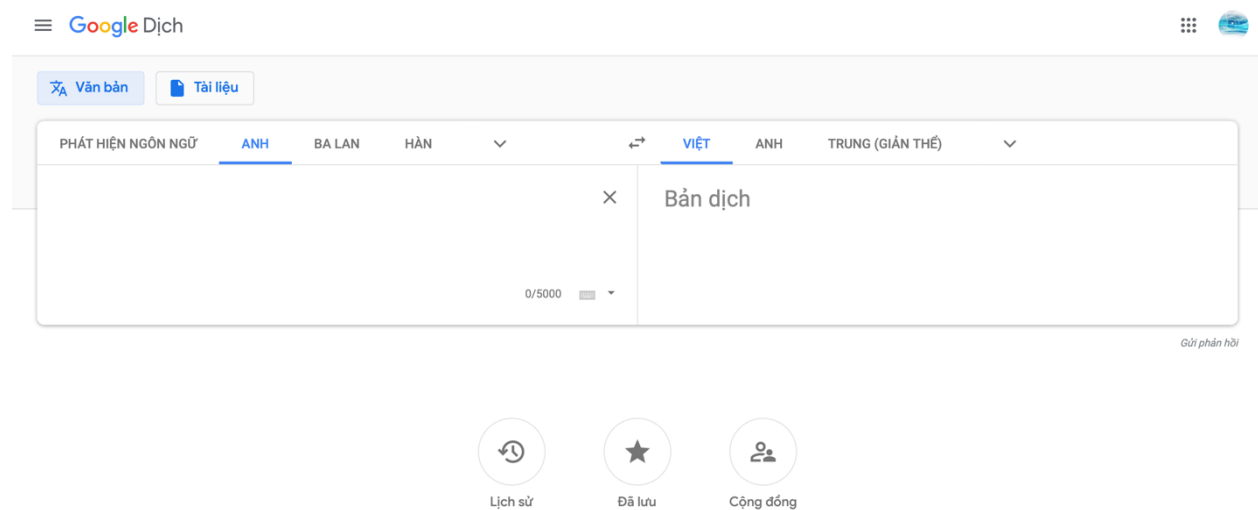 Google Dịch
Văn bản Tài liệu
PHÁT HIỆN NGÔN NGỮ ANH BA LAN HÀN VIỆT ANH TRUNG (GIẢN THỂ)
Bản dịch
0/5000
Gửi phản hồi
Lịch sử Đã lưu Cộng đồng